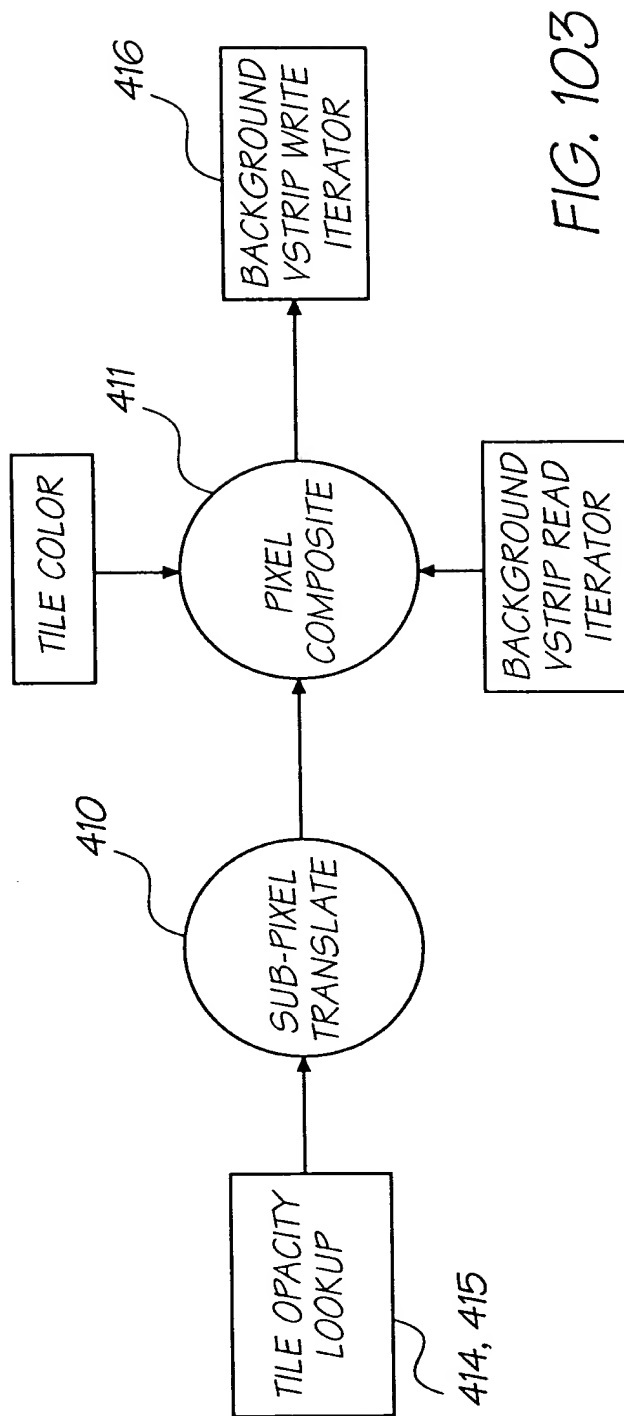 TILE OPACITY
LOOKUP
414, 415
SUB-PIXEL
TRANSLATE
410
TILE COLOR
PIXEL
COMPOSITE
411
BACKGROUND
VSTRIP READ
ITERATOR
BACKGROUND
VSTRIP WRITE
ITERATOR
416
FIG. 103